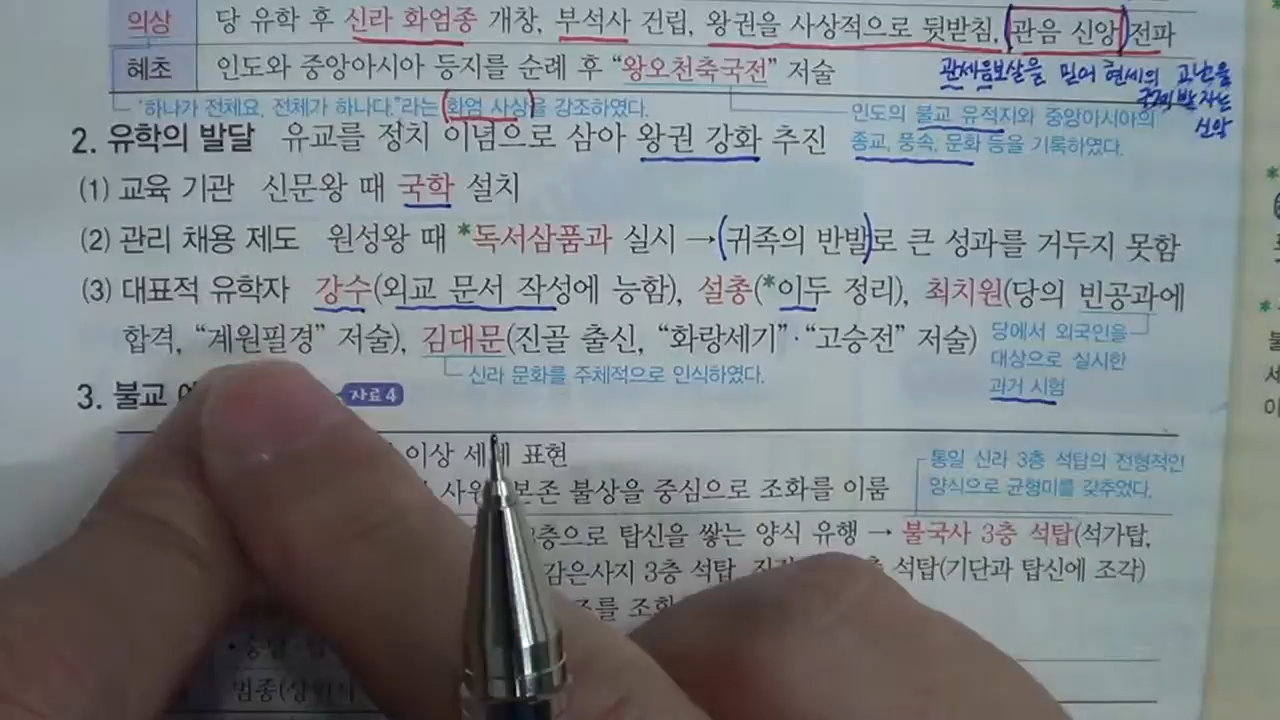 의상 당 유학 후 신라 화엄종 개창, 부석사 건립, 왕권을 사상적으로 뒷받침, 관음 신앙 전파
혜초 인도와 중앙아시아 등지를 순례 후 “왕오천축국전” 저술
관세음보살을 믿어 현세의 고난을
신앙
‘하나가 전체요, 전체가 하나다.’라는 화엄 사상을 강조하였다.
인도의 불교 유적지와 중앙아시아의
종교, 풍속, 문화 등을 기록하였다.
2. 유학의 발달 유교를 정치 이념으로 삼아 왕권 강화 추진
(1) 교육 기관 신문왕 때 국학 설치
(2) 관리 채용 제도 원성왕 때 *독서삼품과 실시 → (귀족의 반발)로 큰 성과를 거두지 못함
(3) 대표적 유학자 강수(외교 문서 작성에 능함), 설총(*이두 정리), 최치원(당의 빈공과에
합격, “계원필경” 저술), 김대문(진골 출신, “화랑세기”·“고승전” 저술)
당에서 외국인을
대상으로 실시한
과거 시험
신라 문화를 주체적으로 인식하였다.
3. 불교 자료4
이상 세계 표현
보존 불상을 중심으로 조화를 이룸
통일 신라 3층 석탑의 전형적인
양식으로 균형미를 갖추었다.
3층으로 탑신을 쌓는 양식 유행 → 불국사 3층 석탑(석가탑,
감은사지 3층 석탑, 석탑(기단과 탑신에 조각)
범종